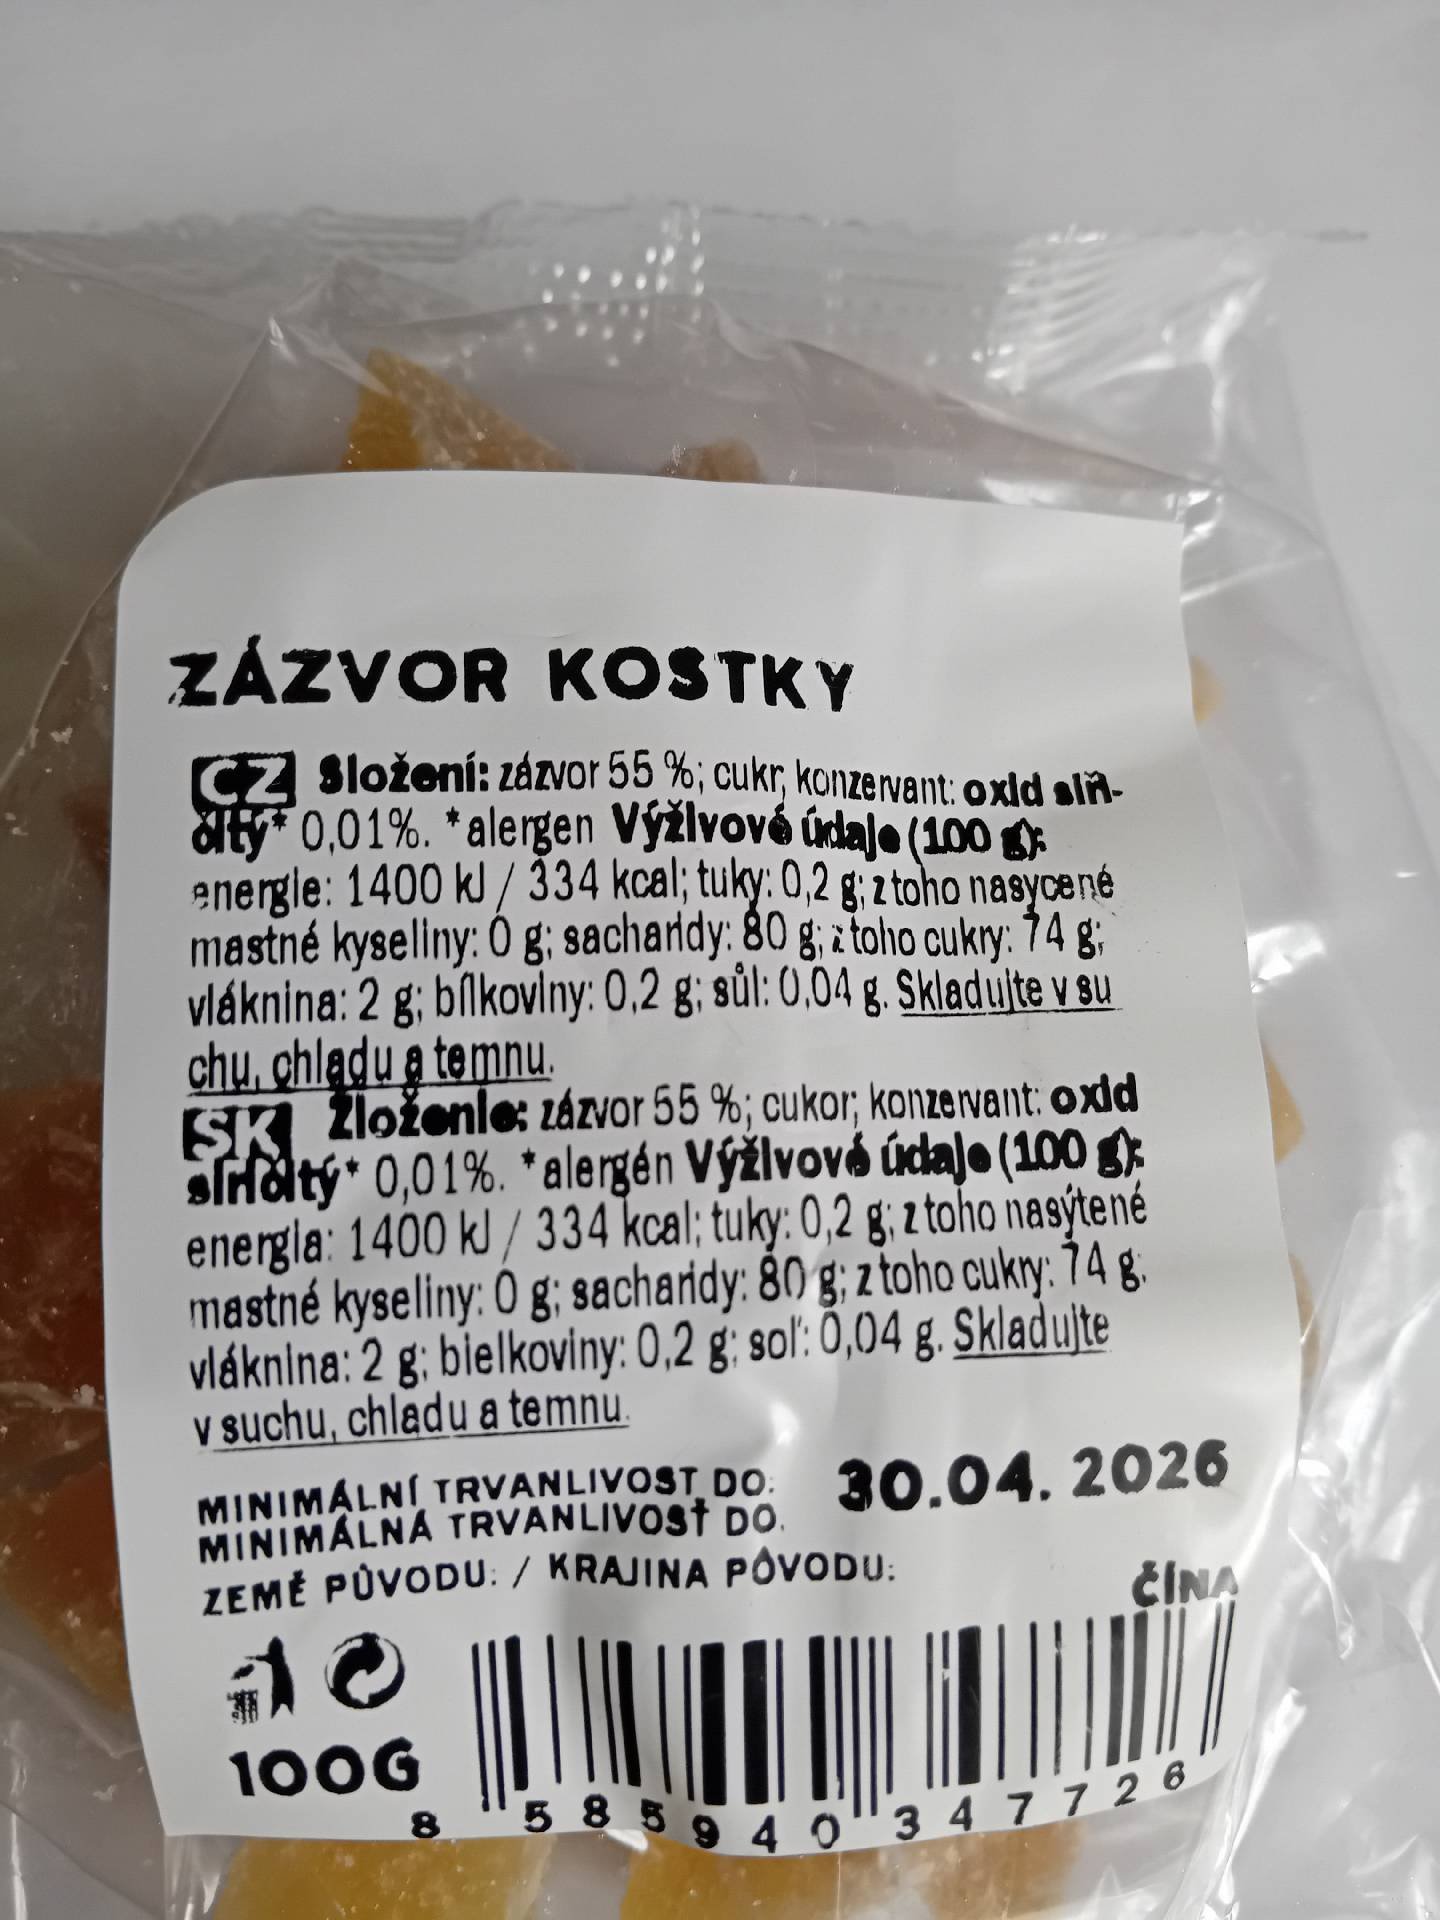 ZÁZVOR KOSTKY
CZ Složení: zázvor 55 %; cukr, konzervant: oxid siři-
čitý* 0,01%. *alergen Výživové údaje (100 g):
energie: 1400 kJ / 334 kcal; tuky: 0,2 g; z toho nasycené
mastné kyseliny: 0 g; sacharidy: 80 g; z toho cukry: 74 g;
vláknina: 2 g; bílkoviny: 0,2 g; sůl: 0,04 g. Skladujte v su
chu, chladu a temnu.
SK Zloženie: zázvor 55 %; cukor; konzervant: oxid
siričitý* 0,01%. *alergén Výživové údaje (100 g):
energia: 1400 kJ / 334 kcal; tuky: 0,2 g; z toho nasýtené
mastné kyseliny: 0 g; sacharidy: 80 g; z toho cukry: 74 g;
vláknina: 2 g; bielkoviny: 0,2 g; soľ: 0,04 g. Skladujte
v suchu, chladu a temnu.
MINIMÁLNÍ TRVANLIVOST DO: 30.04. 2026
MINIMÁLNA TRVANLIVOSŤ DO:
ZEMĚ PŮVODU: / KRAJINA PÔVODU: ČÍNA
100G
8 585940 347726